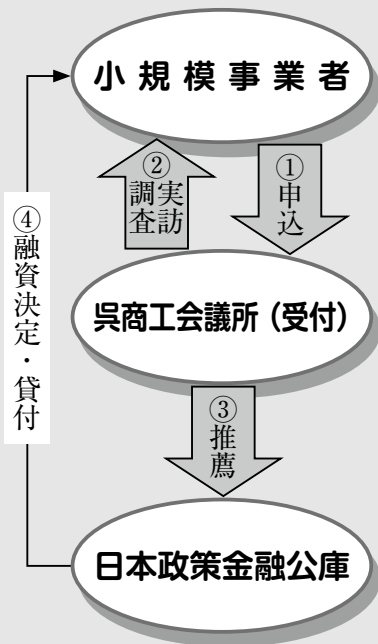 小規模事業者
②
実訪
調査
①申込
④融資決定・貸付
呉商工会議所（受付）
③推薦
日本政策金融公庫